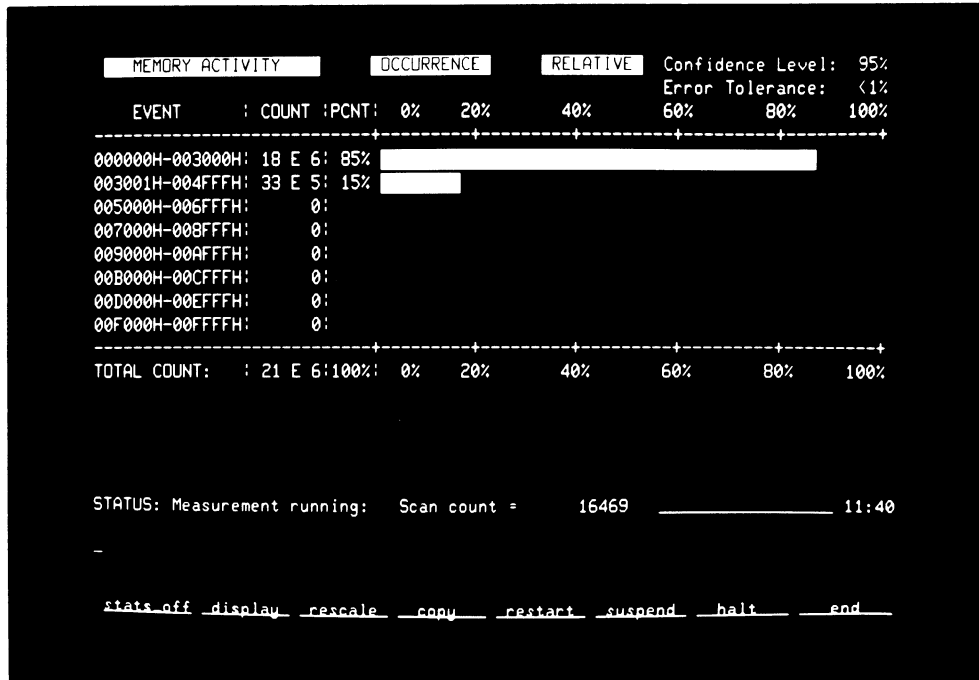 MEMORY ACTIVITY OCCURRENCE RELATIVE Confidence Level: 95%
Error Tolerance: <1%
EVENT ¦ COUNT ¦PCNT¦ 0% 20% 40% 60% 80% 100%
000000H-003000H¦ 18 E 6¦ 85%
003001H-004FFFH¦ 33 E 5¦ 15%
005000H-006FFFH¦ 0¦
007000H-008FFFH¦ 0¦
009000H-00AFFFH¦ 0¦
00B000H-00CFFFH¦ 0¦
00D000H-00EFFFH¦ 0¦
00F000H-00FFFFH¦ 0¦
TOTAL COUNT: ¦ 21 E 6¦100%¦ 0% 20% 40% 60% 80% 100%
STATUS: Measurement running: Scan count = 16469 11:40
stats_off display rescale copy restart suspend halt end